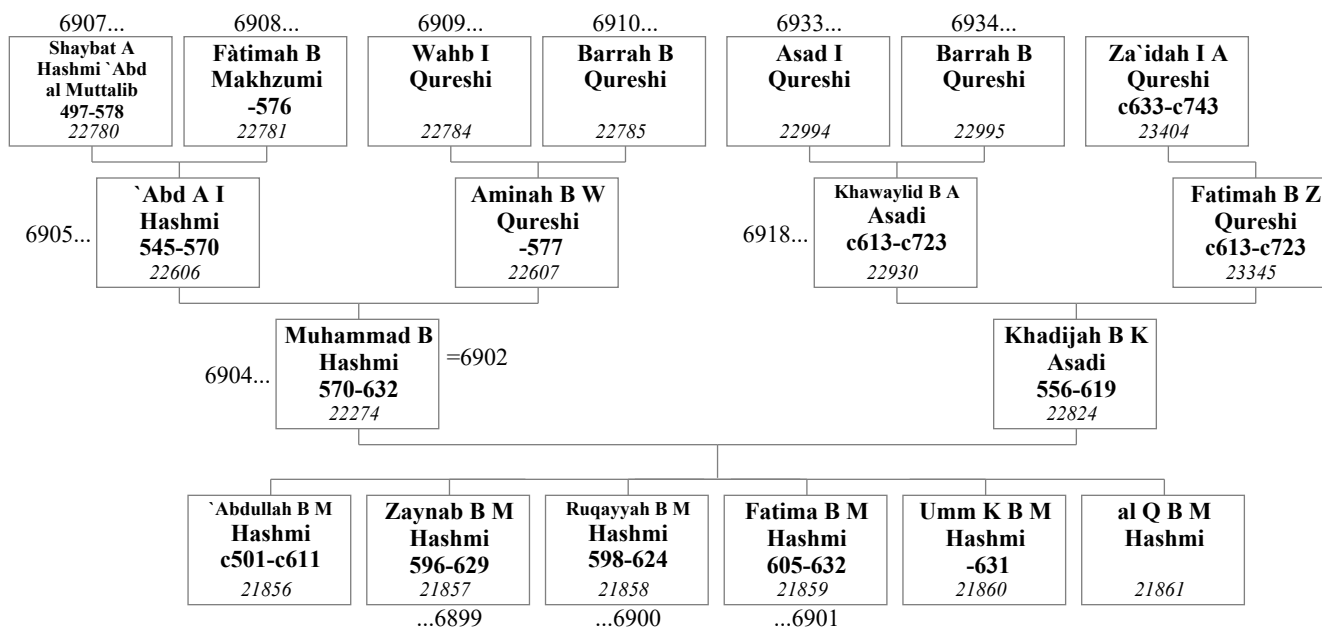 6907...
6908...
6909...
6910...
6933...
6934...
Shaybat A
Hashmi `Abd
al Muttalib
497-578
22780
Fàtimah B
Makhzumi
-576
22781
Wahb I
Qureshi
22784
Barrah B
Qureshi
22785
Asad I
Qureshi
22994
Barrah B
Qureshi
22995
Za`idah I A
Qureshi
c633-c743
23404
6905...
`Abd A I
Hashmi
545-570
22606
Aminah B W
Qureshi
-577
22607
6918...
Khawaylid B A
Asadi
c613-c723
22930
Fatimah B Z
Qureshi
c613-c723
23345
6904...
Muhammad B
Hashmi
570-632
22274
=6902
Khadijah B K
Asadi
556-619
22824
`Abdullah B M
Hashmi
c501-c611
21856
Zaynab B M
Hashmi
596-629
21857
Ruqayyah B M
Hashmi
598-624
21858
Fatima B M
Hashmi
605-632
21859
Umm K B M
Hashmi
-631
21860
al Q B M
Hashmi
21861
...6899
...6900
...6901